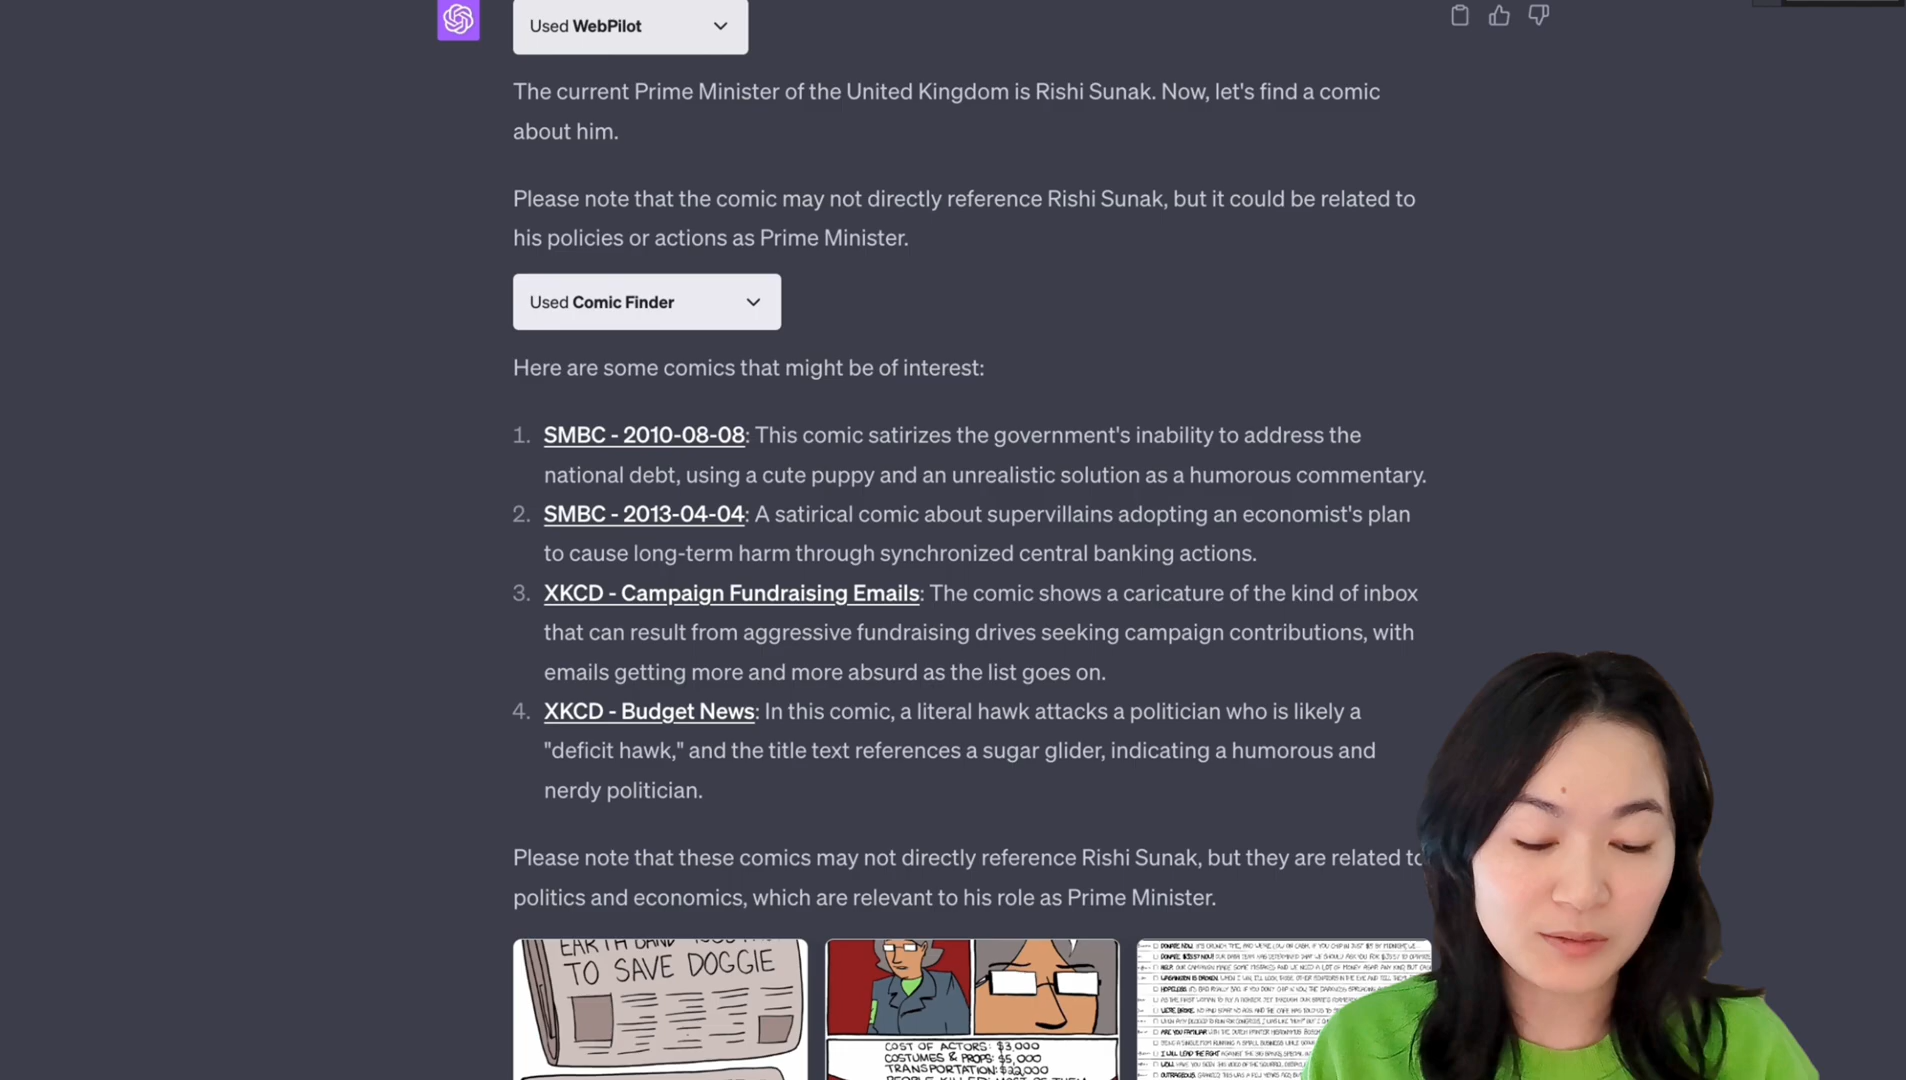 Used WebPilot
The current Prime Minister of the United Kingdom is Rishi Sunak. Now, let's find a comic
about him.
Please note that the comic may not directly reference Rishi Sunak, but it could be related to
his policies or actions as Prime Minister.
Used Comic Finder
Here are some comics that might be of interest:
1. SMBC - 2010-08-08: This comic satirizes the government's inability to address the
national debt, using a cute puppy and an unrealistic solution as a humorous commentary.
2. SMBC - 2013-04-04: A satirical comic about supervillains adopting an economist's plan
to cause long-term harm through synchronized central banking actions.
3. XKCD - Campaign Fundraising Emails: The comic shows a caricature of the kind of inbox
that can result from aggressive fundraising drives seeking campaign contributions, with
emails getting more and more absurd as the list goes on.
4. XKCD - Budget News: In this comic, a literal hawk attacks a politician who is likely a
"deficit hawk," and the title text references a sugar glider, indicating a humorous and
nerdy politician.
Please note that these comics may not directly reference Rishi Sunak, but they are related to
politics and economics, which are relevant to his role as Prime Minister.
TO SAVE DOGGIE
COST OF ACTORS: $3,000
COSTUMES & PROPS: $5,000
TRANSPORTATION: $22,000